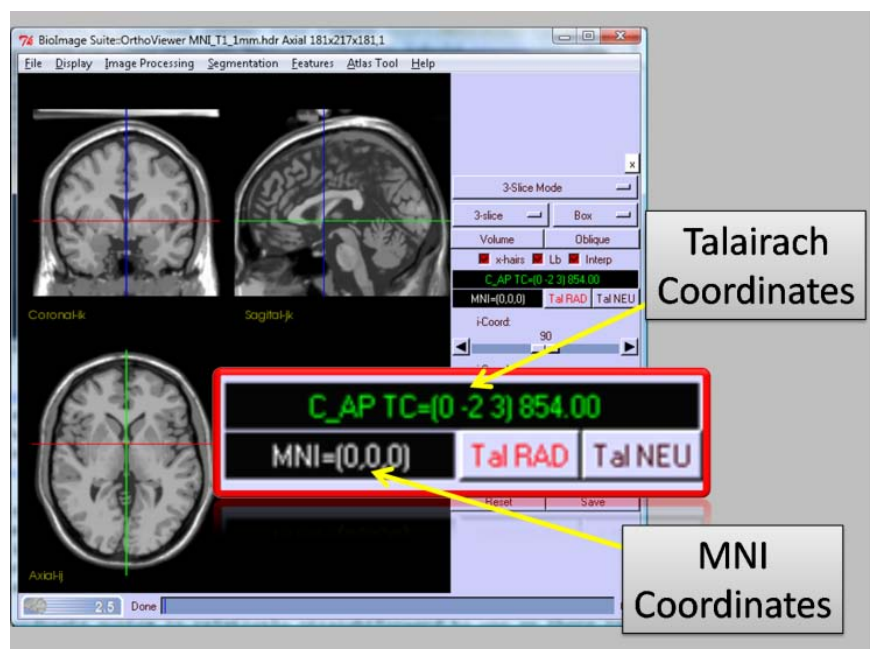 76 BioImage Suite::OrthoViewer MNI_T1_1mm.hdr Axial 181x217x181,1
File Display Image Processing Segmentation Features Atlas Tool Help
x
3-Slice Mode
3-slice Box
Volume Oblique
x-hairs Lb Interp
C_AP TC=(0 -2 3) 854.00
MNI=(0,0,0) Tal RAD Tal NEU
Coronal-ik
Sagital-jk
i-Coord:
90
Talairach
Coordinates
C_AP TC=(0 -2 3) 854.00
MNI=(0,0,0) Tal RAD Tal NEU
Reset Save
Axial-ij
MNI
Coordinates
2.5 Done